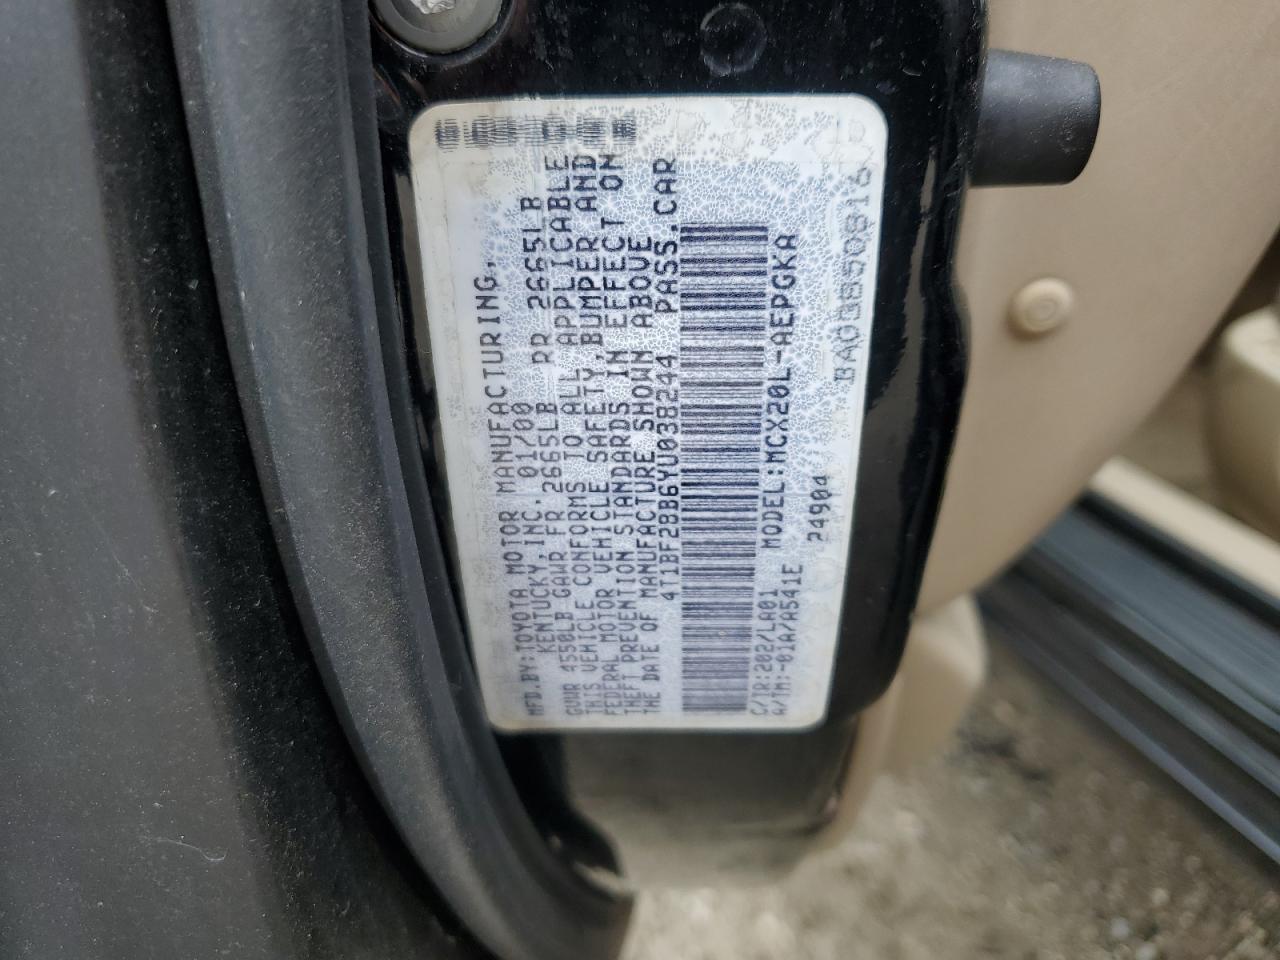 MFD.BY:TOYOTA MOTOR MANUFACTURING,
KENTUCKY,INC. 01/00
GVWR 4550LB GAWR FR 2665LB RR 2665LB
THIS VEHICLE CONFORMS TO ALL APPLICABLE
FEDERAL MOTOR VEHICLE SAFETY,BUMPER AND
THEFT PREVENTION STANDARDS IN EFFECT ON
THE DATE OF MANUFACTURE SHOWN ABOVE
4T1BF28B6YU038244 PASS.CAR
C/TR:202/LA01 MODEL:MCX20L-AEPGKA
A/TM:-01A/A541E
24904